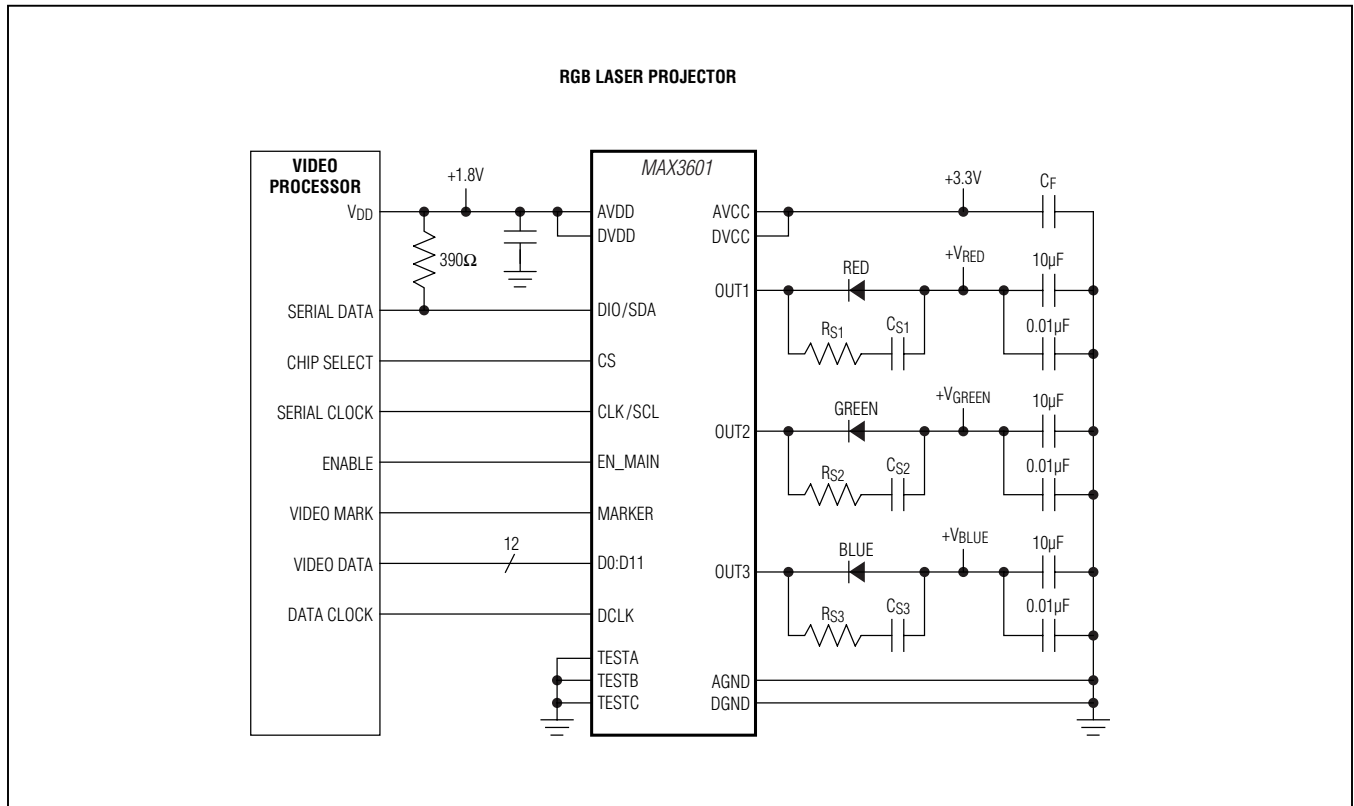 RGB LASER PROJECTOR
VIDEO
PROCESSOR
VDD
SERIAL DATA
CHIP SELECT
SERIAL CLOCK
ENABLE
VIDEO MARK
VIDEO DATA
DATA CLOCK
+1.8V
390Ω
12
MAX3601
AVDD
DVDD
DIO/SDA
CS
CLK/SCL
EN_MAIN
MARKER
D0:D11
DCLK
TESTA
TESTB
TESTC
AVCC
DVCC
OUT1
OUT2
OUT3
AGND
DGND
+3.3V
CF
RED
+VRED
10µF
RS1
CS1
0.01µF
GREEN
+VGREEN
10µF
RS2
CS2
0.01µF
BLUE
+VBLUE
10µF
RS3
CS3
0.01µF